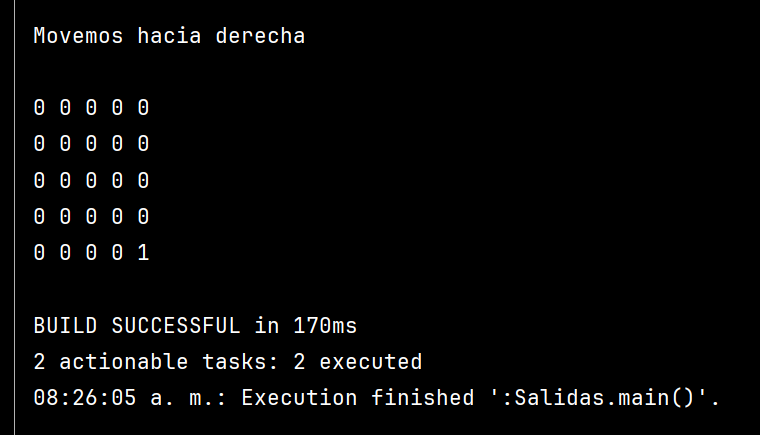 Movemos hacia derecha
0 0 0 0 0
0 0 0 0 0
0 0 0 0 0
0 0 0 0 0
0 0 0 0 1
BUILD SUCCESSFUL in 170ms
2 actionable tasks: 2 executed
08:26:05 a. m.: Execution finished ':Salidas.main()'.